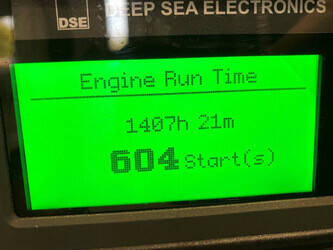 DSE DEEP SEA ELECTRONICS
Engine Run Time
1407h 21m
604 Start(s)